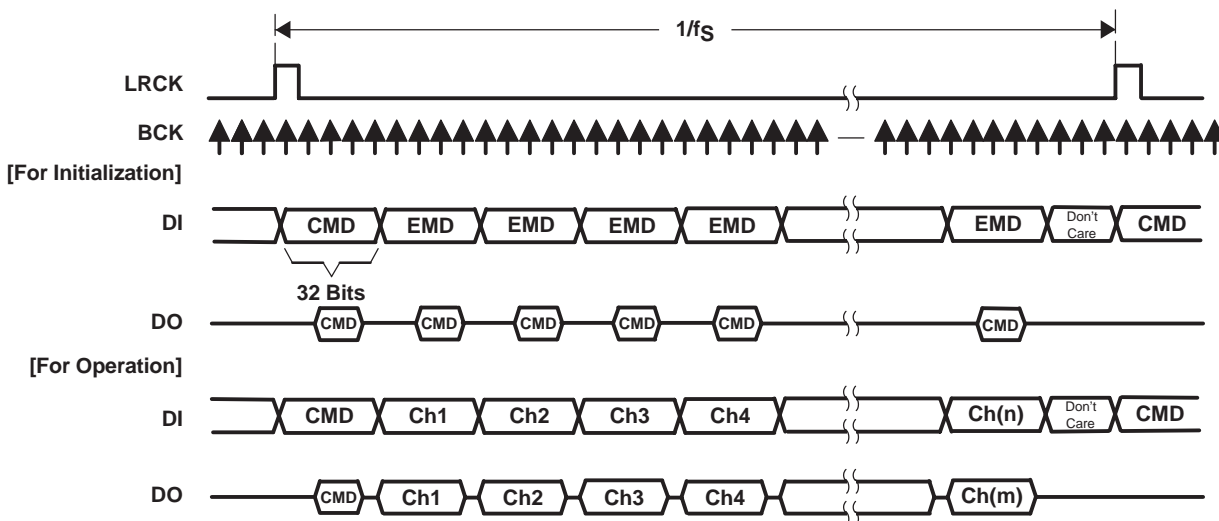 1/fS
LRCK
BCK
[For Initialization]
DI CMD EMD EMD EMD EMD EMD Don't Care CMD
32 Bits
DO CMD CMD CMD CMD CMD CMD
[For Operation]
DI CMD Ch1 Ch2 Ch3 Ch4 Ch(n) Don't Care CMD
DO CMD Ch1 Ch2 Ch3 Ch4 Ch(m)